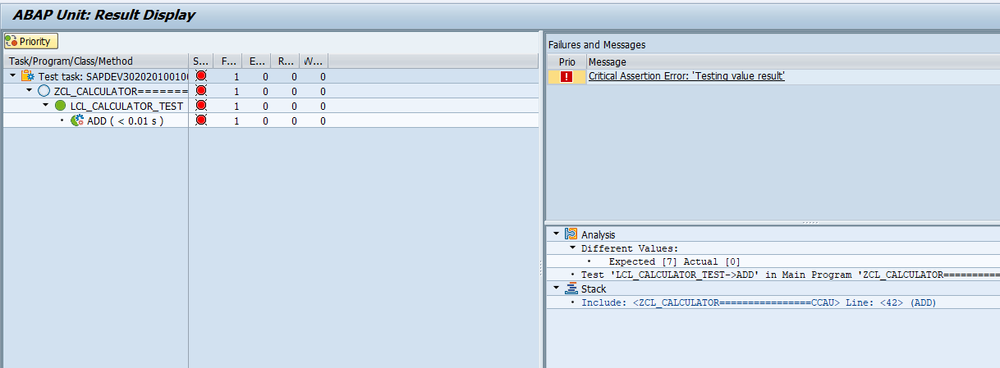 ABAP Unit: Result Display
Priority
Task/Program/Class/Method S... F... E... R... W...
Test task: SAPDEV302020100100 1 0 0 0
ZCL_CALCULATOR======= 1 0 0 0
LCL_CALCULATOR_TEST 1 0 0 0
ADD ( < 0.01 s ) 1 0 0 0
Failures and Messages
Prio Message
! Critical Assertion Error: 'Testing value result'
Analysis
Different Values:
Expected [7] Actual [0]
Test 'LCL_CALCULATOR_TEST->ADD' in Main Program 'ZCL_CALCULATOR==========
Stack
Include: <ZCL_CALCULATOR================CCAU> Line: <42> (ADD)